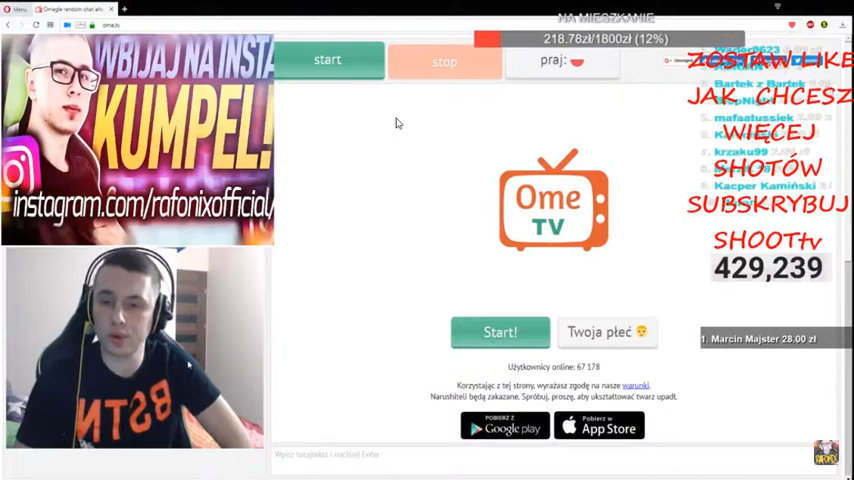 Menu
Omegle random chat alte
ome.tv
NA MIESZKANIE
218.78zł/1800zł (12%)
WBIJAJ NA INSTA
KUMPEL!
instagram.com/rafonixofficial/
start
stop
praj:
ZOSTAW LIKE
JAK CHCESZ
WIĘCEJ
SHOTÓW
SUBSKRYBUJ
SHOOTtv
Bartek z Bartek
mafaatussiek
krzaku99
Kacper Kamiński
429,239
1. Marcin Majster 28.00 zł
Ome
TV
Start!
Twoja płeć
Użytkownicy online: 67 178
Korzystając z tej strony, wyrażasz zgodę na nasze warunki.
Narushiteli będą zakazane. Spróbuj, proszę, aby ukształtować twarz upadł.
POBIERZ Z
Google play
Pobierz w
App Store
Wpisz tutajtekst i naciśnij Enter
BSTN
RAFONIX